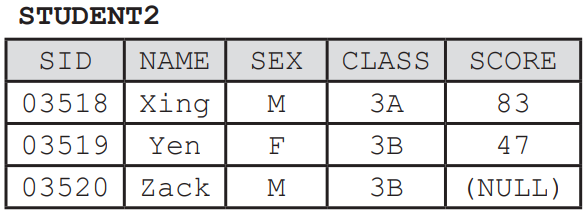 STUDENT2
SID NAME SEX CLASS SCORE
03518 Xing M 3A 83
03519 Yen F 3B 47
03520 Zack M 3B (NULL)